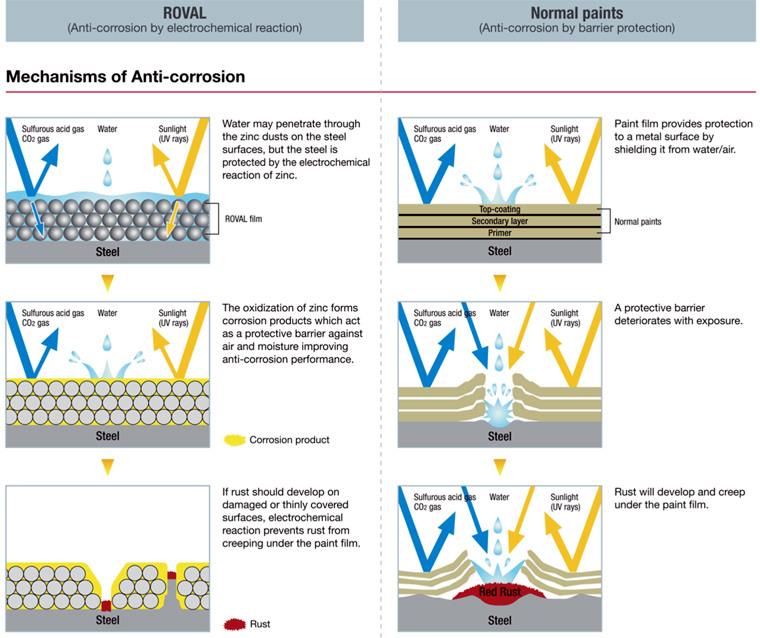 ROVAL
(Anti-corrosion by electrochemical reaction)
Normal paints
(Anti-corrosion by barrier protection)
Mechanisms of Anti-corrosion
Sulfurous acid gas
CO2 gas
Water
Sunlight
(UV rays)
ROVAL film
Steel
Water may penetrate through
the zinc dusts on the steel
surfaces, but the steel is
protected by the electrochemical
reaction of zinc.
Sulfurous acid gas
CO2 gas
Water
Sunlight
(UV rays)
Top-coating
Secondary layer
Primer
Normal paints
Steel
Paint film provides protection
to a metal surface by
shielding it from water/air.
Sulfurous acid gas
CO2 gas
Water
Sunlight
(UV rays)
Steel
The oxidization of zinc forms
corrosion products which act
as a protective barrier against
air and moisture improving
anti-corrosion performance.
Corrosion product
Sulfurous acid gas
CO2 gas
Water
Sunlight
(UV rays)
Steel
A protective barrier
deteriorates with exposure.
Steel
If rust should develop on
damaged or thinly covered
surfaces, electrochemical
reaction prevents rust from
creeping under the paint film.
Rust
Sulfurous acid gas
CO2 gas
Water
Sunlight
(UV rays)
Red Rust
Steel
Rust will develop and creep
under the paint film.